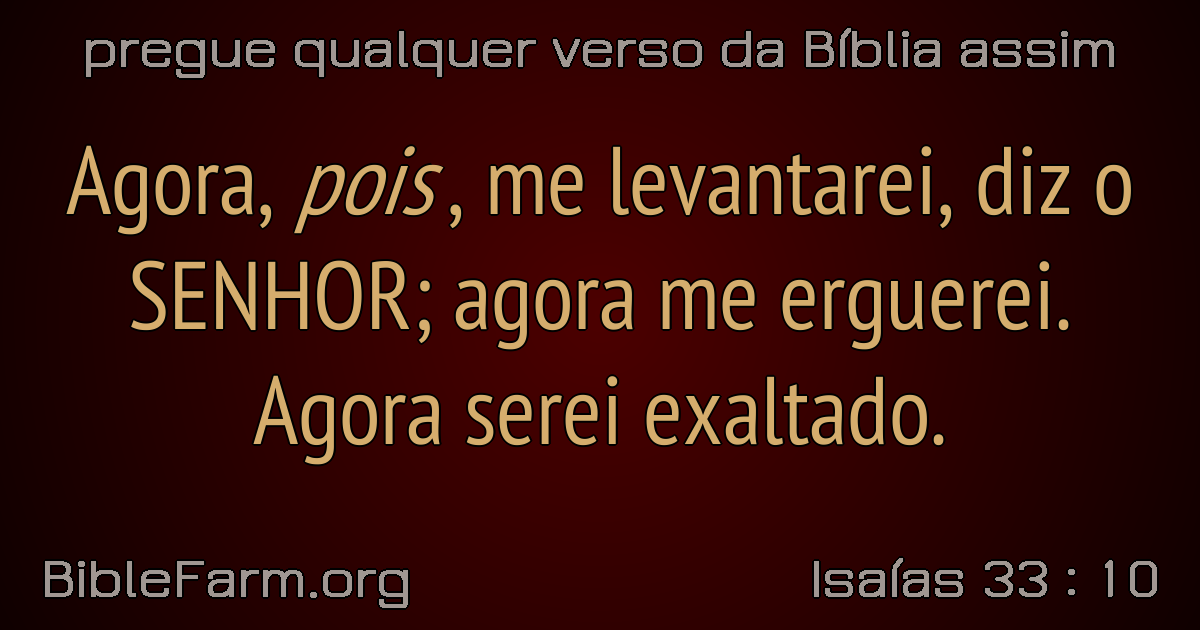 pregue qualquer verso da Bíblia assim
Agora, pois , me levantarei, diz o
SENHOR; agora me erguerei.
Agora serei exaltado.
BibleFarm.org
Isaías 33 : 10